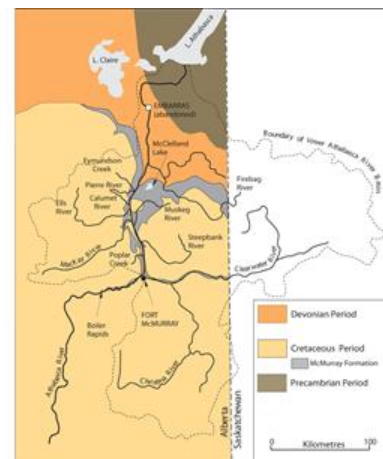 L. Athabasca
L. Claire
EMBARRAS
(abandoned)
McClelland
Lake
Boundary of Lower Athabasca River Basin
Eymundson
Creek
Pierre River
Calumet
River
Firebag
River
Ells
River
Muskeg
River
MacKay River
Steepbank
River
Poplar
Creek
Clearwater River
FORT
McMURRAY
Boiler
Rapids
Athabasca River
Christina River
Alberta
Saskatchewan
Devonian Period
Cretaceous Period
McMurray Formation
Precambrian Period
Kilometres
0
100